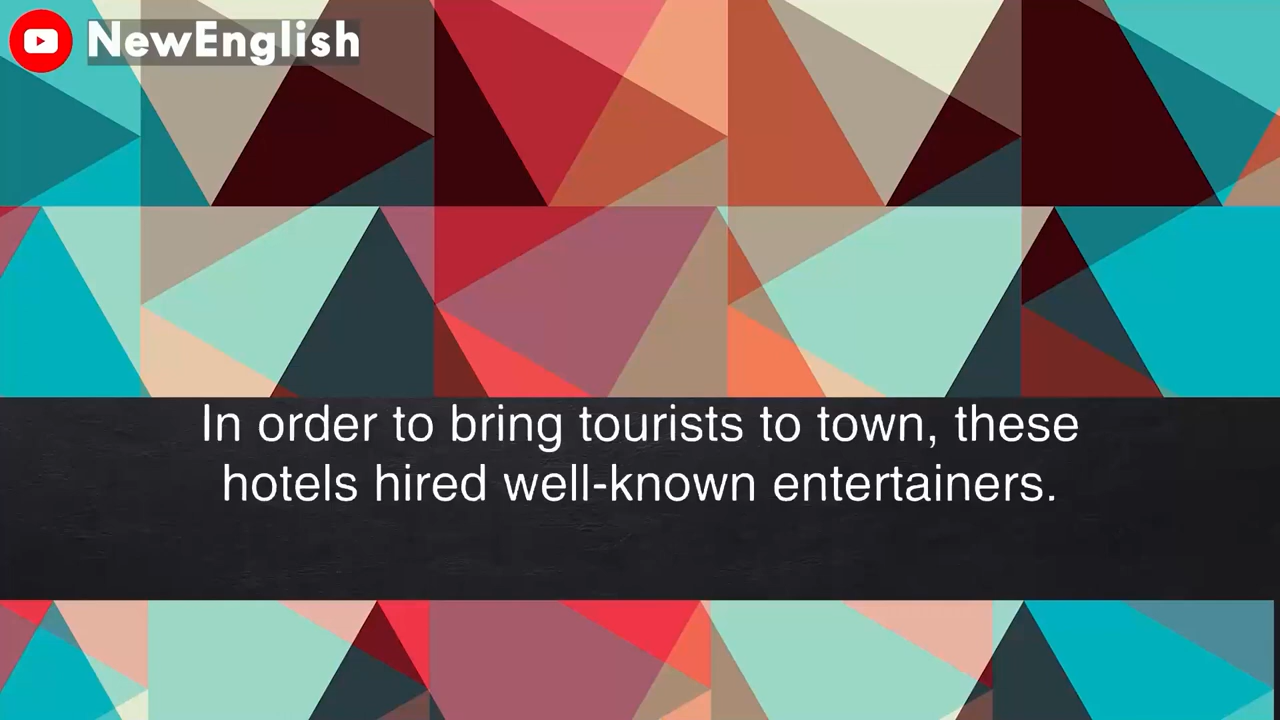 NewEnglish
In order to bring tourists to town, these
hotels hired well-known entertainers.